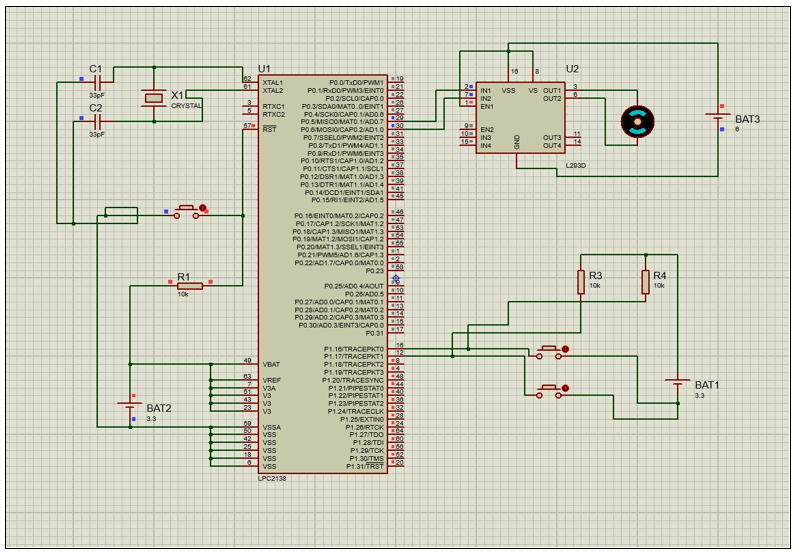 C1
33pF
X1
CRYSTAL
C2
33pF
U1
62 XTAL1
61 XTAL2
3 RTXC1
5 RTXC2
57 RST
49 VBAT
63 VREF
7 V3A
51 V3
43 V3
23 V3
59 VSSA
50 VSS
42 VSS
25 VSS
18 VSS
6 VSS
P0.0/TxD0/PWM1 19
P0.1/RxD0/PWM3/EINT0 21
P0.2/SCL0/CAP0.0 22
P0.3/SDA0/MAT0.0/EINT1 26
P0.4/SCK0/CAP0.1/AD0.6 27
P0.5/MISO0/MAT0.1/AD0.7 29
P0.6/MOSI0/CAP0.2/AD1.0 30
P0.7/SSEL0/PWM2/EINT2 31
P0.8/TxD1/PWM4/AD1.1 33
P0.9/RxD1/PWM6/EINT3 34
P0.10/RTS1/CAP1.0/AD1.2 35
P0.11/CTS1/CAP1.1/SCL1 37
P0.12/DSR1/MAT1.0/AD1.3 38
P0.13/DTR1/MAT1.1/AD1.4 39
P0.14/DCD1/EINT1/SDA1 41
P0.15/RI1/EINT2/AD1.5 45
P0.16/EINT0/MAT0.2/CAP0.2 46
P0.17/CAP1.2/SCK1/MAT1.2 47
P0.18/CAP1.3/MISO1/MAT1.3 53
P0.19/MAT1.2/MOSI1/CAP1.2 54
P0.20/MAT1.3/SSEL1/EINT3 55
P0.21/PWM5/AD1.6/CAP1.3 1
P0.22/AD1.7/CAP0.0/MAT0.0 2
P0.23 58
P0.25/AD0.4/AOUT 9
P0.26/AD0.5 10
P0.27/AD0.0/CAP0.1/MAT0.1 11
P0.28/AD0.1/CAP0.2/MAT0.2 13
P0.29/AD0.2/CAP0.3/MAT0.3 14
P0.30/AD0.3/EINT3/CAP0.0 15
P0.31 17
P1.16/TRACEPKT0 16
P1.17/TRACEPKT1 12
P1.18/TRACEPKT2 8
P1.19/TRACEPKT3 4
P1.20/TRACESYNC 48
P1.21/PIPESTAT0 44
P1.22/PIPESTAT1 40
P1.23/PIPESTAT2 36
P1.24/TRACECLK 32
P1.25/EXTIN0 28
P1.26/RTCK 24
P1.27/TDO 64
P1.28/TDI 60
P1.29/TCK 56
P1.30/TMS 52
P1.31/TRST 20
LPC2138
R1
10k
BAT2
3.3
U2
16
8
2 IN1
7 IN2
1 EN1
9 EN2
10 IN3
15 IN4
VSS
VS
GND
OUT1 3
OUT2 6
OUT3 11
OUT4 14
L293D
BAT3
6
R3
10k
R4
10k
BAT1
3.3